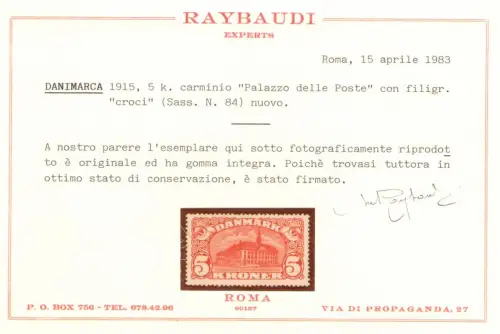 RAYBAUDI
EXPERTS
Roma, 15 aprile 1983
DANIMARCA 1915, 5 k. carminio "Palazzo delle Poste" con filigr.
"croci" (Sass. N. 84) nuovo.
A nostro parere l'esemplare qui sotto fotograficamente riprodot
to è originale ed ha gomma integra. Poichè trovasi tuttora in
ottimo stato di conservazione, è stato firmato.
DANMARK
5 5
KRONER
ROMA
00187
P. O. BOX 756 - TEL. 678.42.96
VIA DI PROPAGANDA, 27